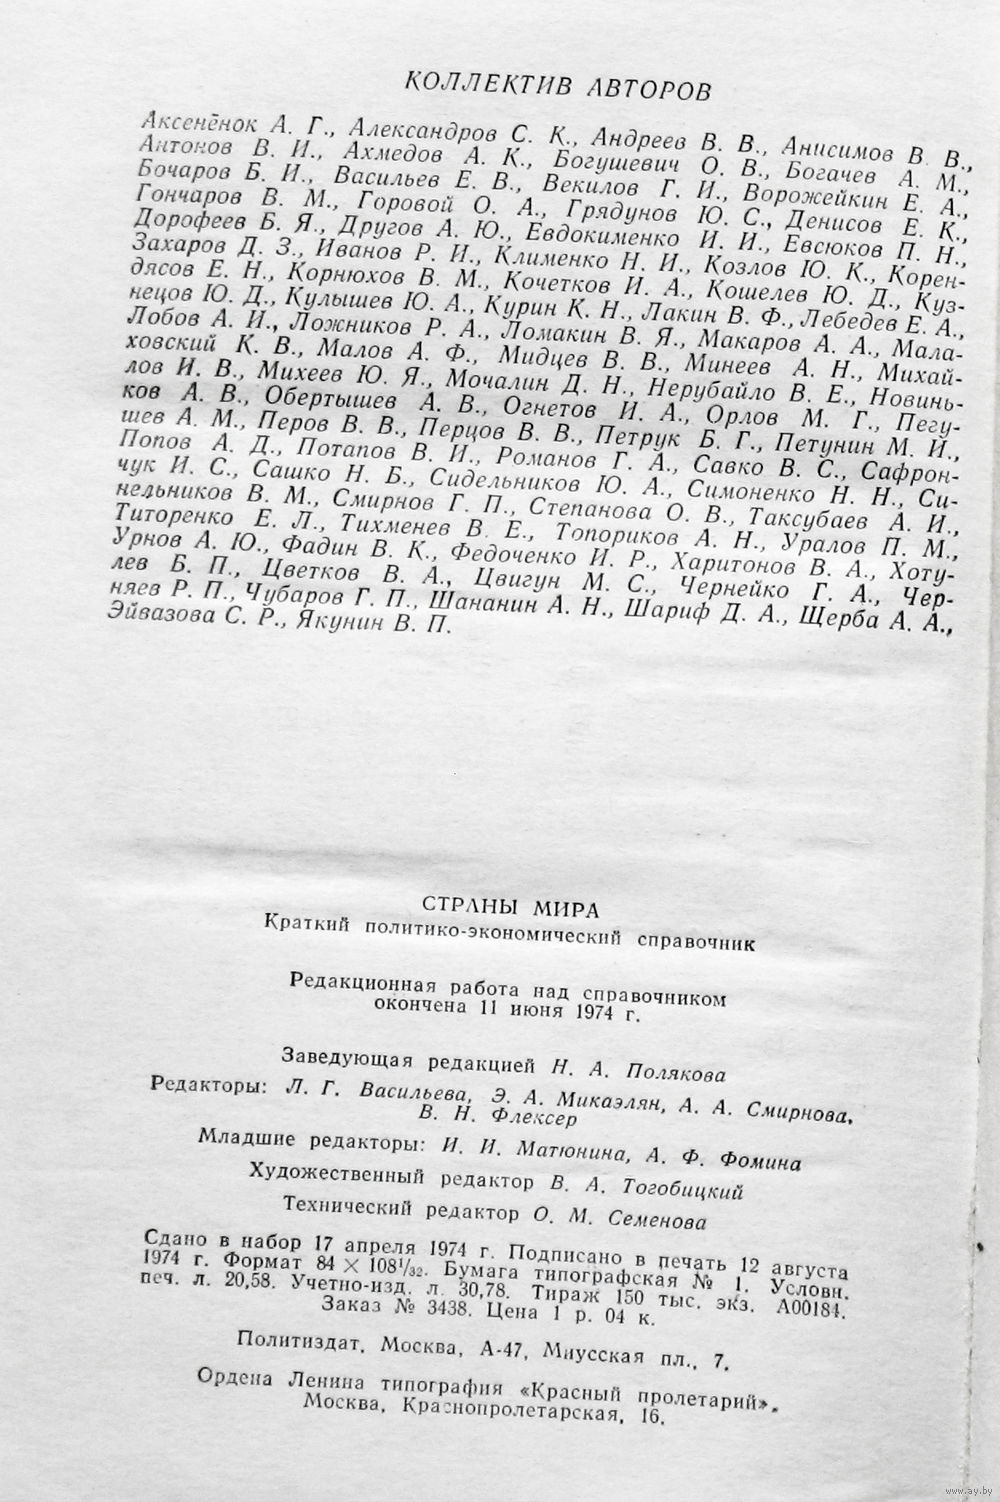 КОЛЛЕКТИВ АВТОРОВ
Аксенёнок А. Г., Александров С. К., Андреев В. В., Анисимов В. В.,
Антонов В. И., Ахмедов А. К., Богушевич О. В., Богачев А. М.,
Бочаров Б. И., Васильев Е. В., Векилов Г. И., Ворожейкин Е. А.,
Гончаров В. М., Горовой О. А., Грядунов Ю. С., Денисов Е. К.,
Дорофеев Б. Я., Другов А. Ю., Евдокименко И. И., Евсюков П. Н.,
Захаров Д. З., Иванов Р. И., Клименко Н. И., Козлов Ю. К., Корен-
дясов Е. Н., Корнюхов В. М., Кочетков И. А., Кошелев Ю. Д., Куз-
нецов Ю. Д., Кулышев Ю. А., Курин К. Н., Лакин В. Ф., Лебедев Е. А.,
Лобов А. И., Ложников Р. А., Ломакин В. Я., Макаров А. А., Мала-
ховский К. В., Малов А. Ф., Мидцев В. В., Минеев А. Н., Михай-
лов И. В., Михеев Ю. Я., Мочалин Д. Н., Нерубайло В. Е., Новинь-
ков А. В., Обертышев А. В., Огнетов И. А., Орлов М. Г., Пегу-
шев А. М., Перов В. В., Перцов В. В., Петрук Б. Г., Петунин М. И.,
Попов А. Д., Потапов В. И., Романов Г. А., Савко В. С., Сафрон-
чук И. С., Сашко Н. Б., Сидельников Ю. А., Симоненко Н. Н., Си-
нельников В. М., Смирнов Г. П., Степанова О. В., Таксубаев А. И.,
Титоренко Е. Л., Тихменев В. Е., Топориков А. Н., Уралов П. М.,
Урнов А. Ю., Фадин В. К., Федоченко И. Р., Харитонов В. А., Хоту-
лев Б. П., Цветков В. А., Цвигун М. С., Чернейко Г. А., Чер-
няев Р. П., Чубаров Г. П., Шананин А. Н., Шариф Д. А., Щерба А. А.,
Эйвазова С. Р., Якунин В. П.
СТРАНЫ МИРА
Краткий политико-экономический справочник
Редакционная работа над справочником
окончена 11 июня 1974 г.
Заведующая редакцией Н. А. Полякова
Редакторы: Л. Г. Васильева, Э. А. Микаэлян, А. А. Смирнова,
В. Н. Флексер
Младшие редакторы: И. И. Матюнина, А. Ф. Фомина
Художественный редактор В. А. Тогобицкий
Технический редактор О. М. Семенова
Сдано в набор 17 апреля 1974 г. Подписано в печать 12 августа
1974 г. Формат 84 × 108¹/₃₂. Бумага типографская № 1. Условн.
печ. л. 20,58. Учетно-изд. л. 30,78. Тираж 150 тыс. экз. А00184.
Заказ № 3438. Цена 1 р. 04 к.
Политиздат, Москва, А-47, Миусская пл., 7.
Ордена Ленина типография «Красный пролетарий».
Москва, Краснопролетарская, 16.
www.ay.by